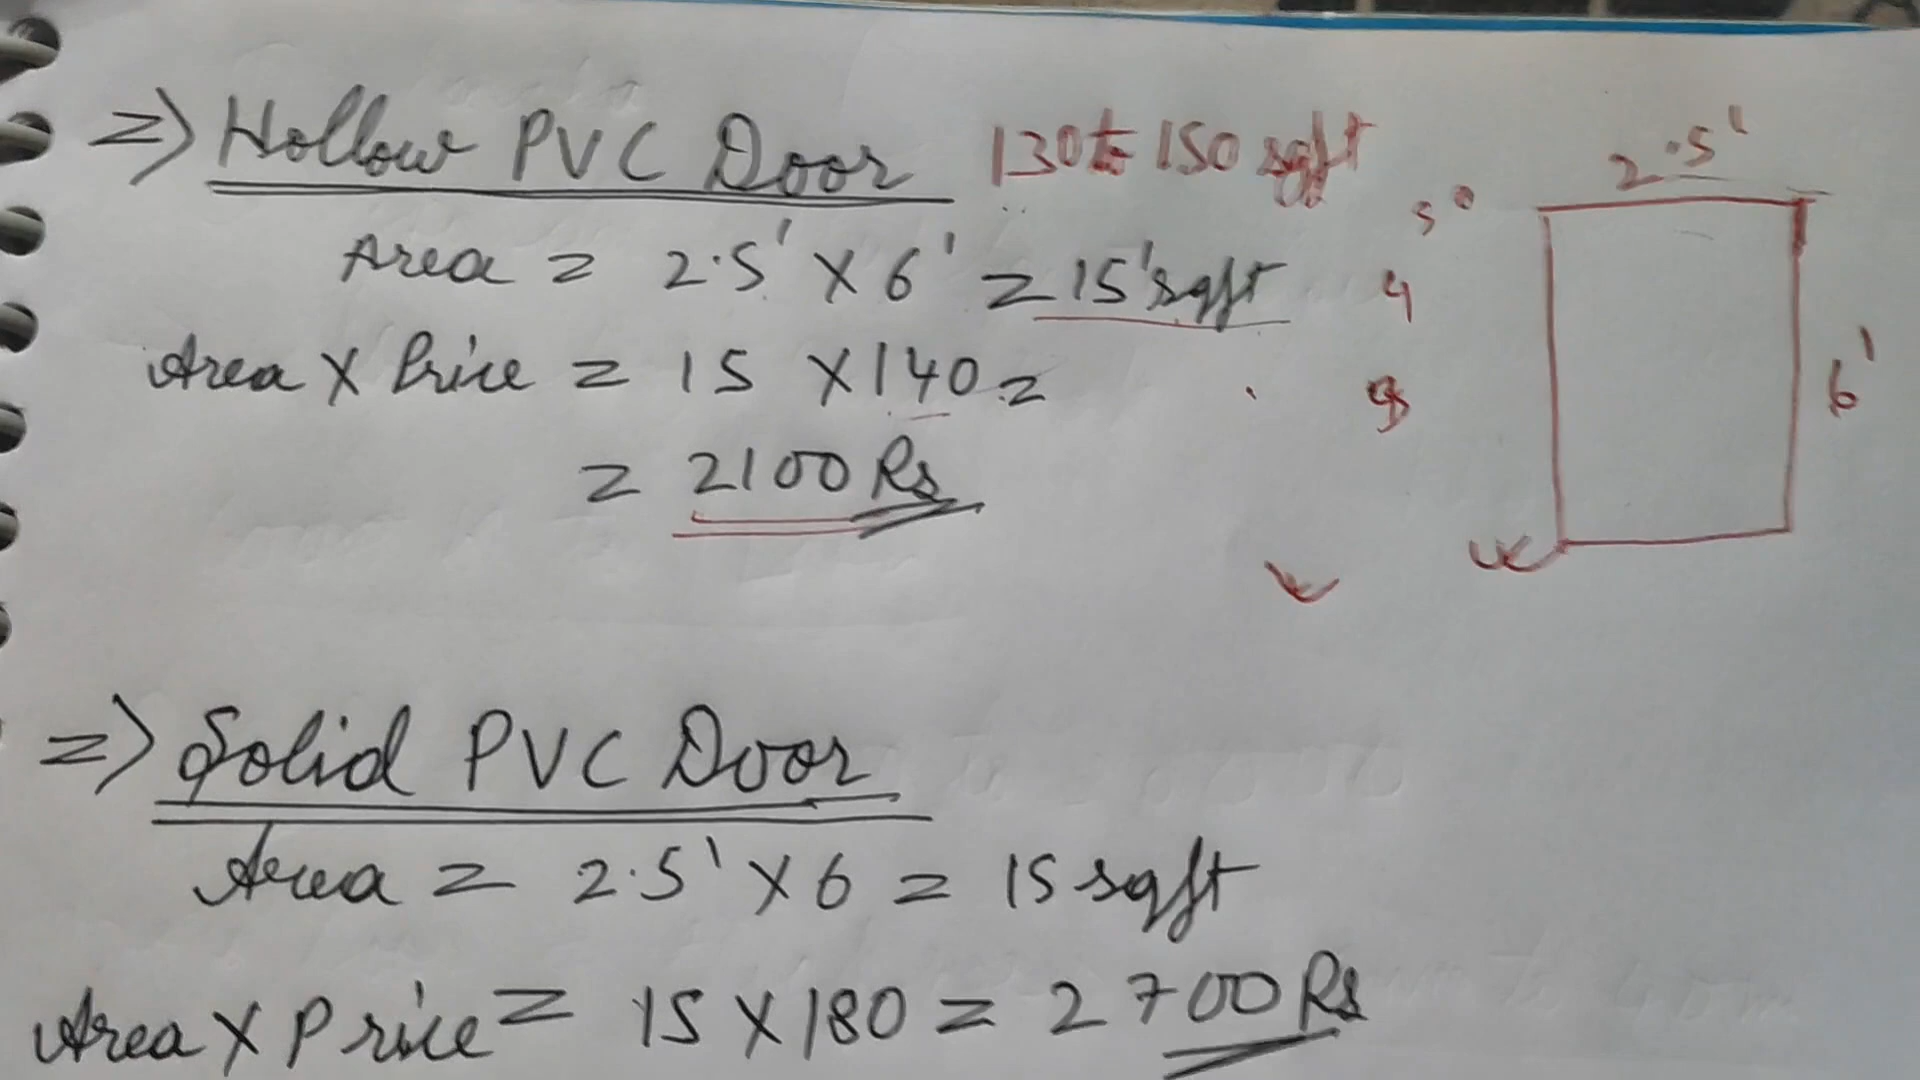 => Hollow PVC Door 130 to 150 sqft
Area = 2.5' X 6' = 15' sqft
Area X Price = 15 X 140 =
= 2100 Rs
2.5'
6'
=> Solid PVC Door
Area = 2.5' X 6 = 15 sqft
Area X Price = 15 X 180 = 2700 Rs